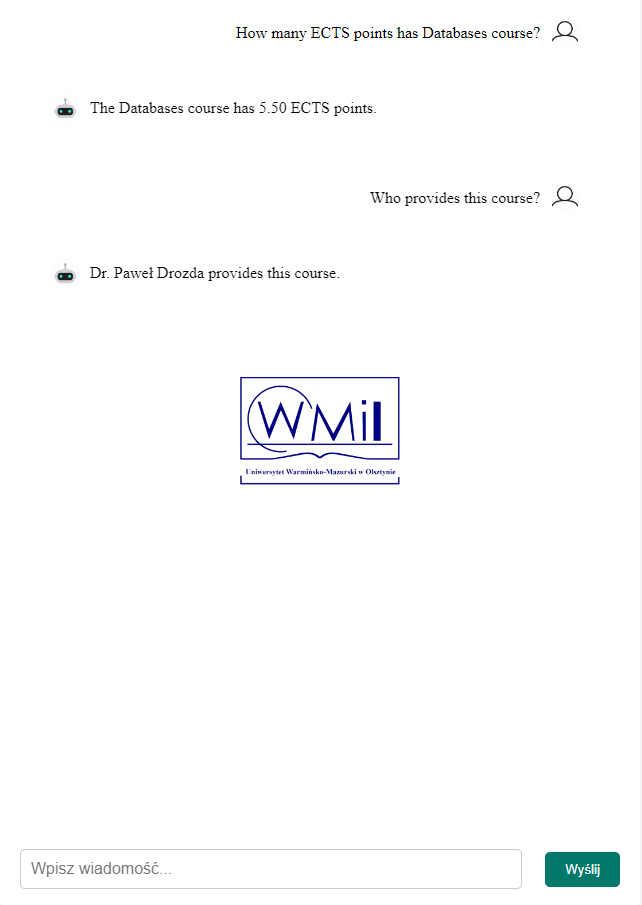 How many ECTS points has Databases course?
The Databases course has 5.50 ECTS points.
Who provides this course?
Dr. Paweł Drozda provides this course.
WMiI
Uniwersytet Warmińsko-Mazurski w Olsztynie
Wpisz wiadomość...
Wyślij